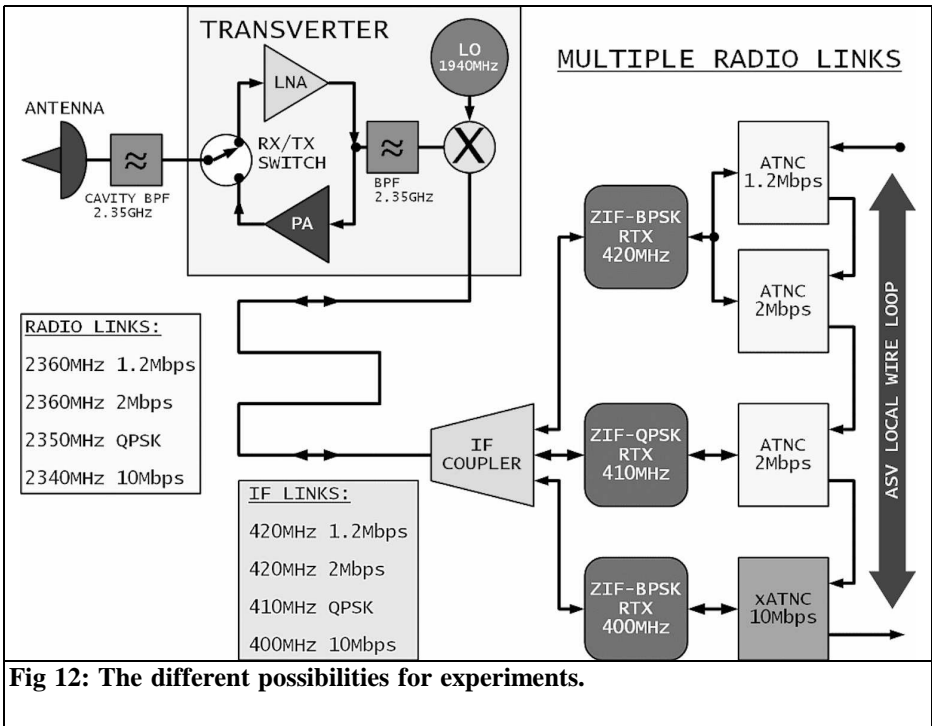 TRANSVERTER
LO
1940MHz
MULTIPLE RADIO LINKS
LNA
ANTENNA
RX/TX
SWITCH
CAVITY BPF
2.35GHz
BPF
2.35GHz
PA
X
ATNC
1.2Mbps
ZIF-BPSK
RTX
420MHz
ATNC
2Mbps
ASV LOCAL WIRE LOOP
RADIO LINKS:
2360MHz 1.2Mbps
2360MHz 2Mbps
2350MHz QPSK
2340MHz 10Mbps
IF
COUPLER
ZIF-QPSK
RTX
410MHz
ATNC
2Mbps
IF LINKS:
420MHz 1.2Mbps
420MHz 2Mbps
410MHz QPSK
400MHz 10Mbps
ZIF-BPSK
RTX
400MHz
xATNC
10Mbps
Fig 12: The different possibilities for experiments.